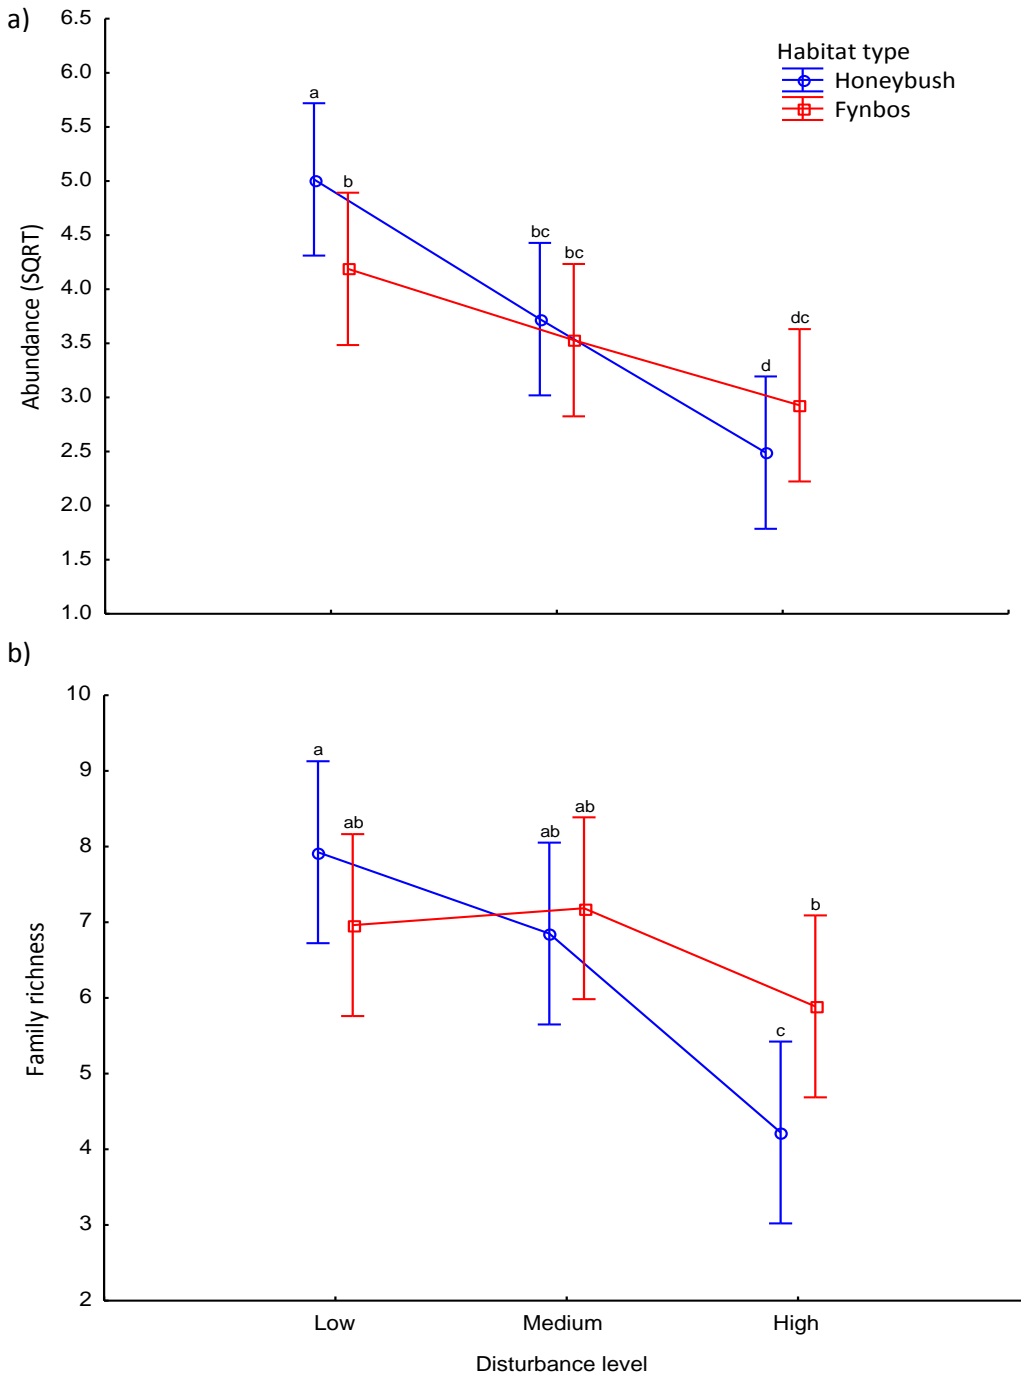 a)
6.5
6.0
5.5
5.0
4.5
4.0
3.5
3.0
2.5
2.0
1.5
1.0
Abundance (SQRT)
Habitat type
Honeybush
Fynbos
a
b
bc
bc
d
dc
b)
10
9
8
7
6
5
4
3
2
Family richness
a
ab
ab
ab
c
b
Low Medium High
Disturbance level